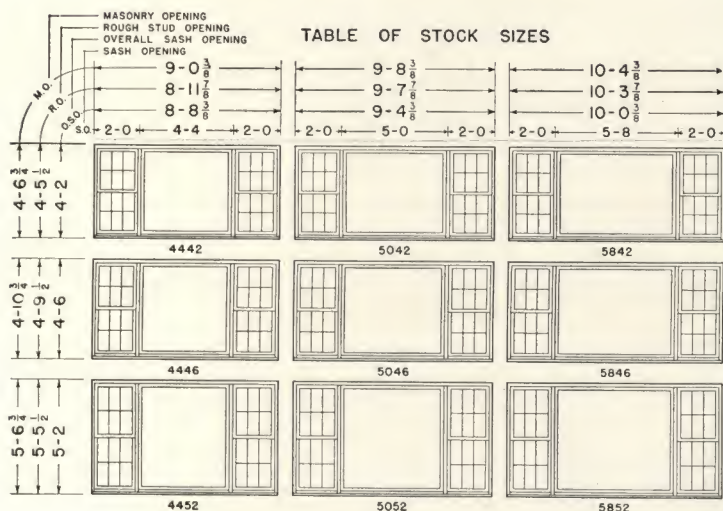 MASONRY OPENING
ROUGH STUD OPENING
OVERALL SASH OPENING
SASH OPENING
TABLE OF STOCK SIZES
M.O. 9-0 3/8 9-8 3/8 10-4 3/8
R.O. 8-11 7/8 9-7 7/8 10-3 7/8
O.S.O. 8-8 3/8 9-4 3/8 10-0 3/8
S.O. 2-0 4-4 2-0 2-0 5-0 2-0 2-0 5-8 2-0
4-6 3/4 4-5 1/2 4-2
4442 5042 5842
4-10 3/4 4-9 1/2 4-6
4446 5046 5846
5-6 3/4 5-5 1/2 5-2
4452 5052 5852